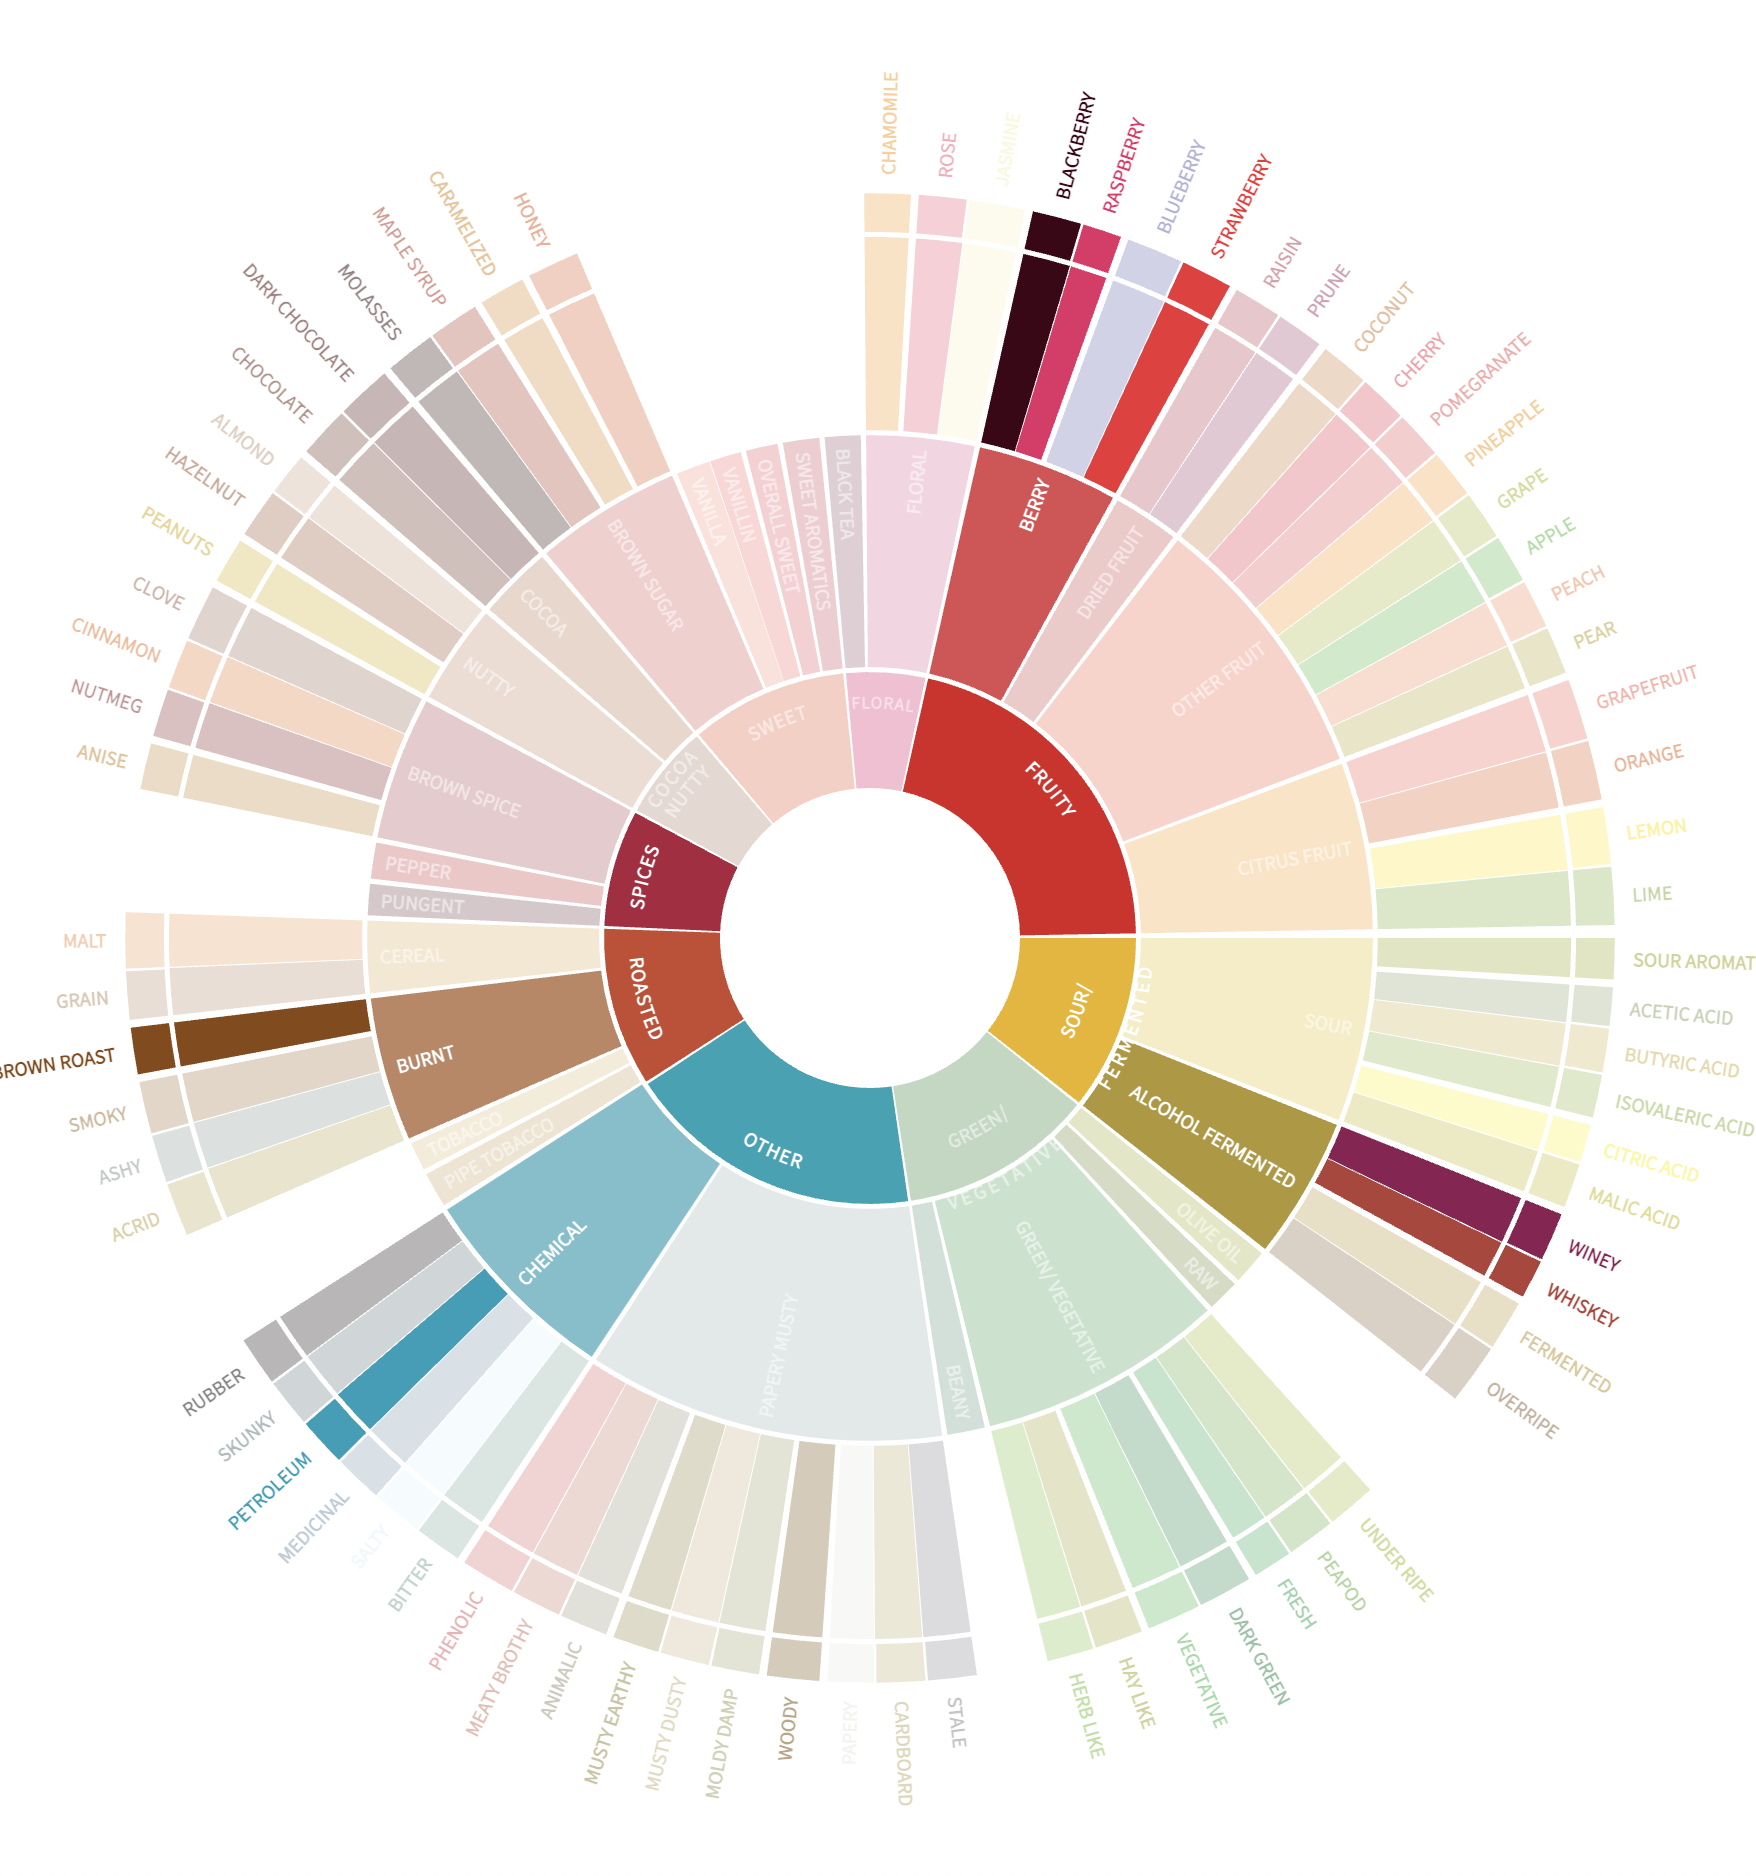 CHAMOMILE
ROSE
JASMINE
BLACKBERRY
RASPBERRY
BLUEBERRY
STRAWBERRY
RAISIN
PRUNE
COCONUT
CHERRY
POMEGRANATE
PINEAPPLE
GRAPE
APPLE
PEACH
PEAR
GRAPEFRUIT
ORANGE
LEMON
LIME
SOUR AROMAT
ACETIC ACID
BUTYRIC ACID
ISOVALERIC ACID
CITRIC ACID
MALIC ACID
WINEY
WHISKEY
FERMENTED
OVERRIPE
UNDER RIPE
PEAPOD
FRESH
DARK GREEN
VEGETATIVE
HAY LIKE
HERB LIKE
STALE
CARDBOARD
PAPERY
WOODY
MOLDY DAMP
MUSTY DUSTY
MUSTY EARTHY
ANIMALIC
MEATY BROTHY
PHENOLIC
BITTER
SALTY
MEDICINAL
PETROLEUM
SKUNKY
RUBBER
ACRID
ASHY
SMOKY
BROWN ROAST
GRAIN
MALT
ANISE
NUTMEG
CINNAMON
CLOVE
PEANUTS
HAZELNUT
ALMOND
CHOCOLATE
DARK CHOCOLATE
MOLASSES
MAPLE SYRUP
CARAMELIZED
HONEY
FLORAL
BERRY
DRIED FRUIT
OTHER FRUIT
CITRUS FRUIT
SOUR
ALCOHOL FERMENTED
OLIVE OIL
RAW
GREEN/ VEGETATIVE
BEANY
PAPERY MUSTY
CHEMICAL
PIPE TOBACCO
TOBACCO
BURNT
CEREAL
PUNGENT
PEPPER
BROWN SPICE
NUTTY
COCOA
BROWN SUGAR
VANILLA
VANILLIN
OVERALL SWEET
SWEET AROMATICS
BLACK TEA
FLORAL
FRUITY
SOUR/
FERMENTED
GREEN/
VEGETATIVE
OTHER
ROASTED
SPICES
COCOA
NUTTY
SWEET